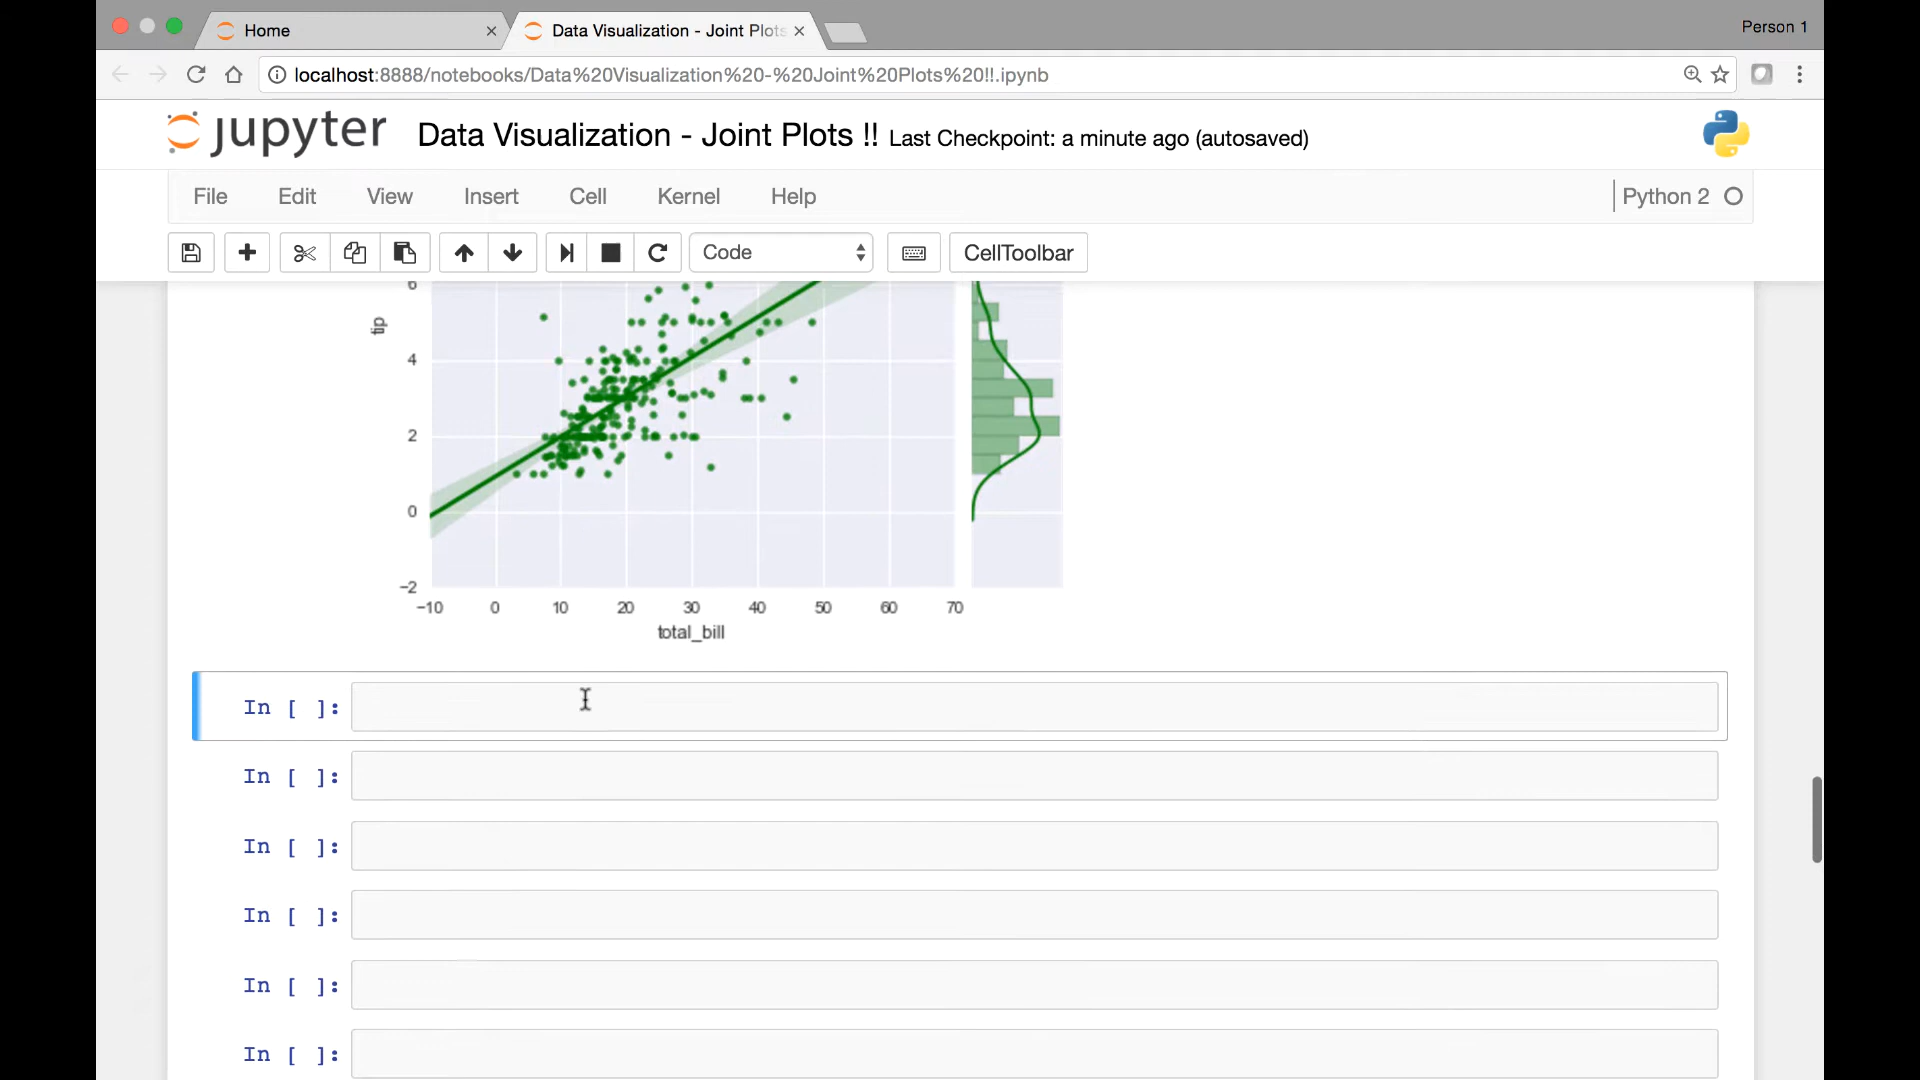 Home
Data Visualization - Joint Plots
Person 1
localhost:8888/notebooks/Data%20Visualization%20-%20Joint%20Plots%20!!.ipynb
jupyter Data Visualization - Joint Plots !! Last Checkpoint: a minute ago (autosaved)
File Edit View Insert Cell Kernel Help Python 2
Code CellToolbar
6
tip
4
2
0
−2
−10 0 10 20 30 40 50 60 70
total_bill
In [ ]:
In [ ]:
In [ ]:
In [ ]:
In [ ]:
In [ ]: